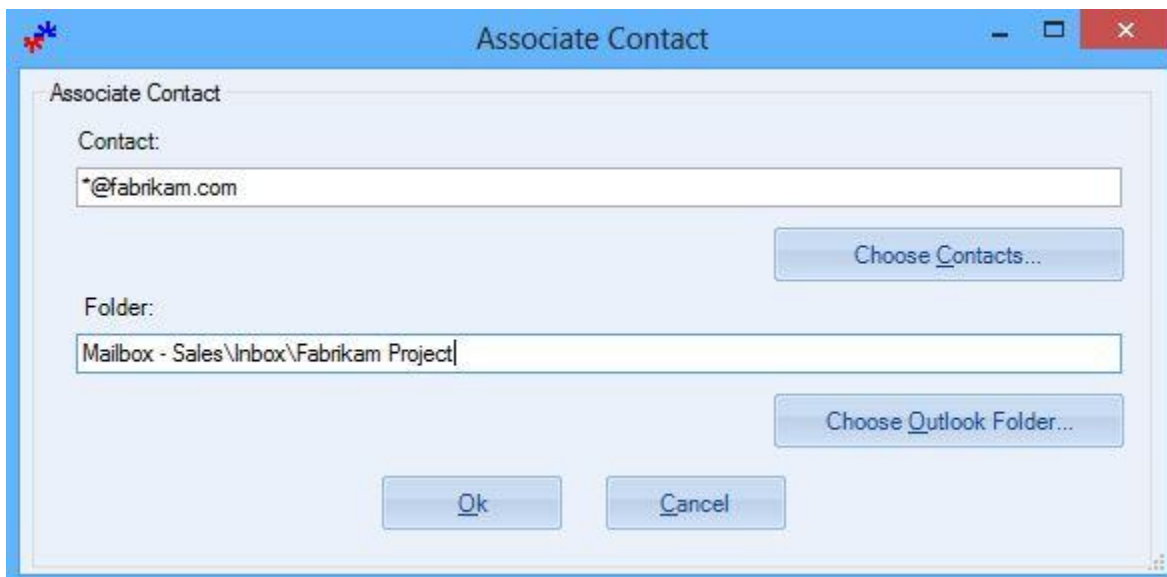 Associate Contact
Associate Contact
Contact:
*@fabrikam.com
Choose Contacts...
Folder:
Mailbox - Sales\Inbox\Fabrikam Project
Choose Outlook Folder...
Ok Cancel